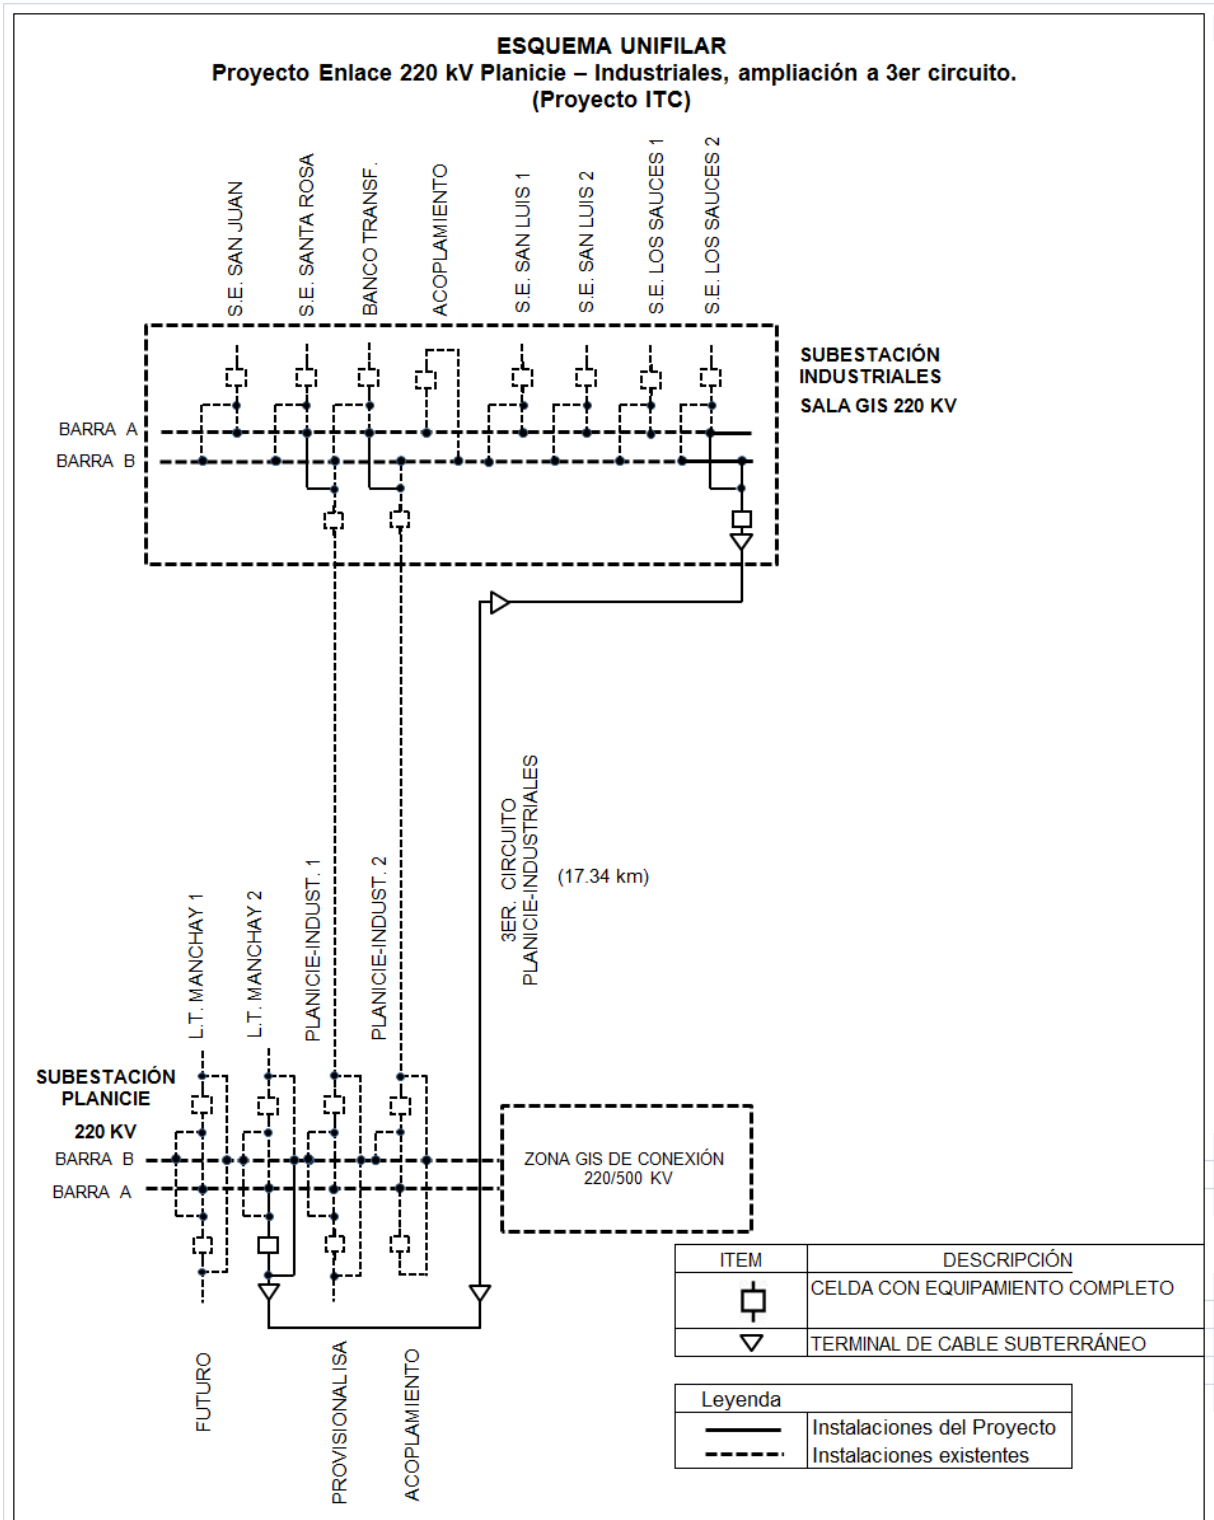 ESQUEMA UNIFILAR
Proyecto Enlace 220 kV Planicie – Industriales, ampliación a 3er circuito.
(Proyecto ITC)
S.E. SAN JUAN
S.E. SANTA ROSA
BANCO TRANSF.
ACOPLAMIENTO
S.E. SAN LUIS 1
S.E. SAN LUIS 2
S.E. LOS SAUCES 1
S.E. LOS SAUCES 2
SUBESTACIÓN
INDUSTRIALES
SALA GIS 220 KV
BARRA A
BARRA B
3ER. CIRCUITO
PLANICIE-INDUSTRIALES
(17.34 km)
L.T. MANCHAY 1
L.T. MANCHAY 2
PLANICIE-INDUST. 1
PLANICIE-INDUST. 2
SUBESTACIÓN
PLANICIE
220 KV
BARRA B
BARRA A
ZONA GIS DE CONEXIÓN
220/500 KV
FUTURO
PROVISIONAL ISA
ACOPLAMIENTO
ITEM DESCRIPCIÓN
CELDA CON EQUIPAMIENTO COMPLETO
TERMINAL DE CABLE SUBTERRÁNEO
Leyenda
Instalaciones del Proyecto
Instalaciones existentes